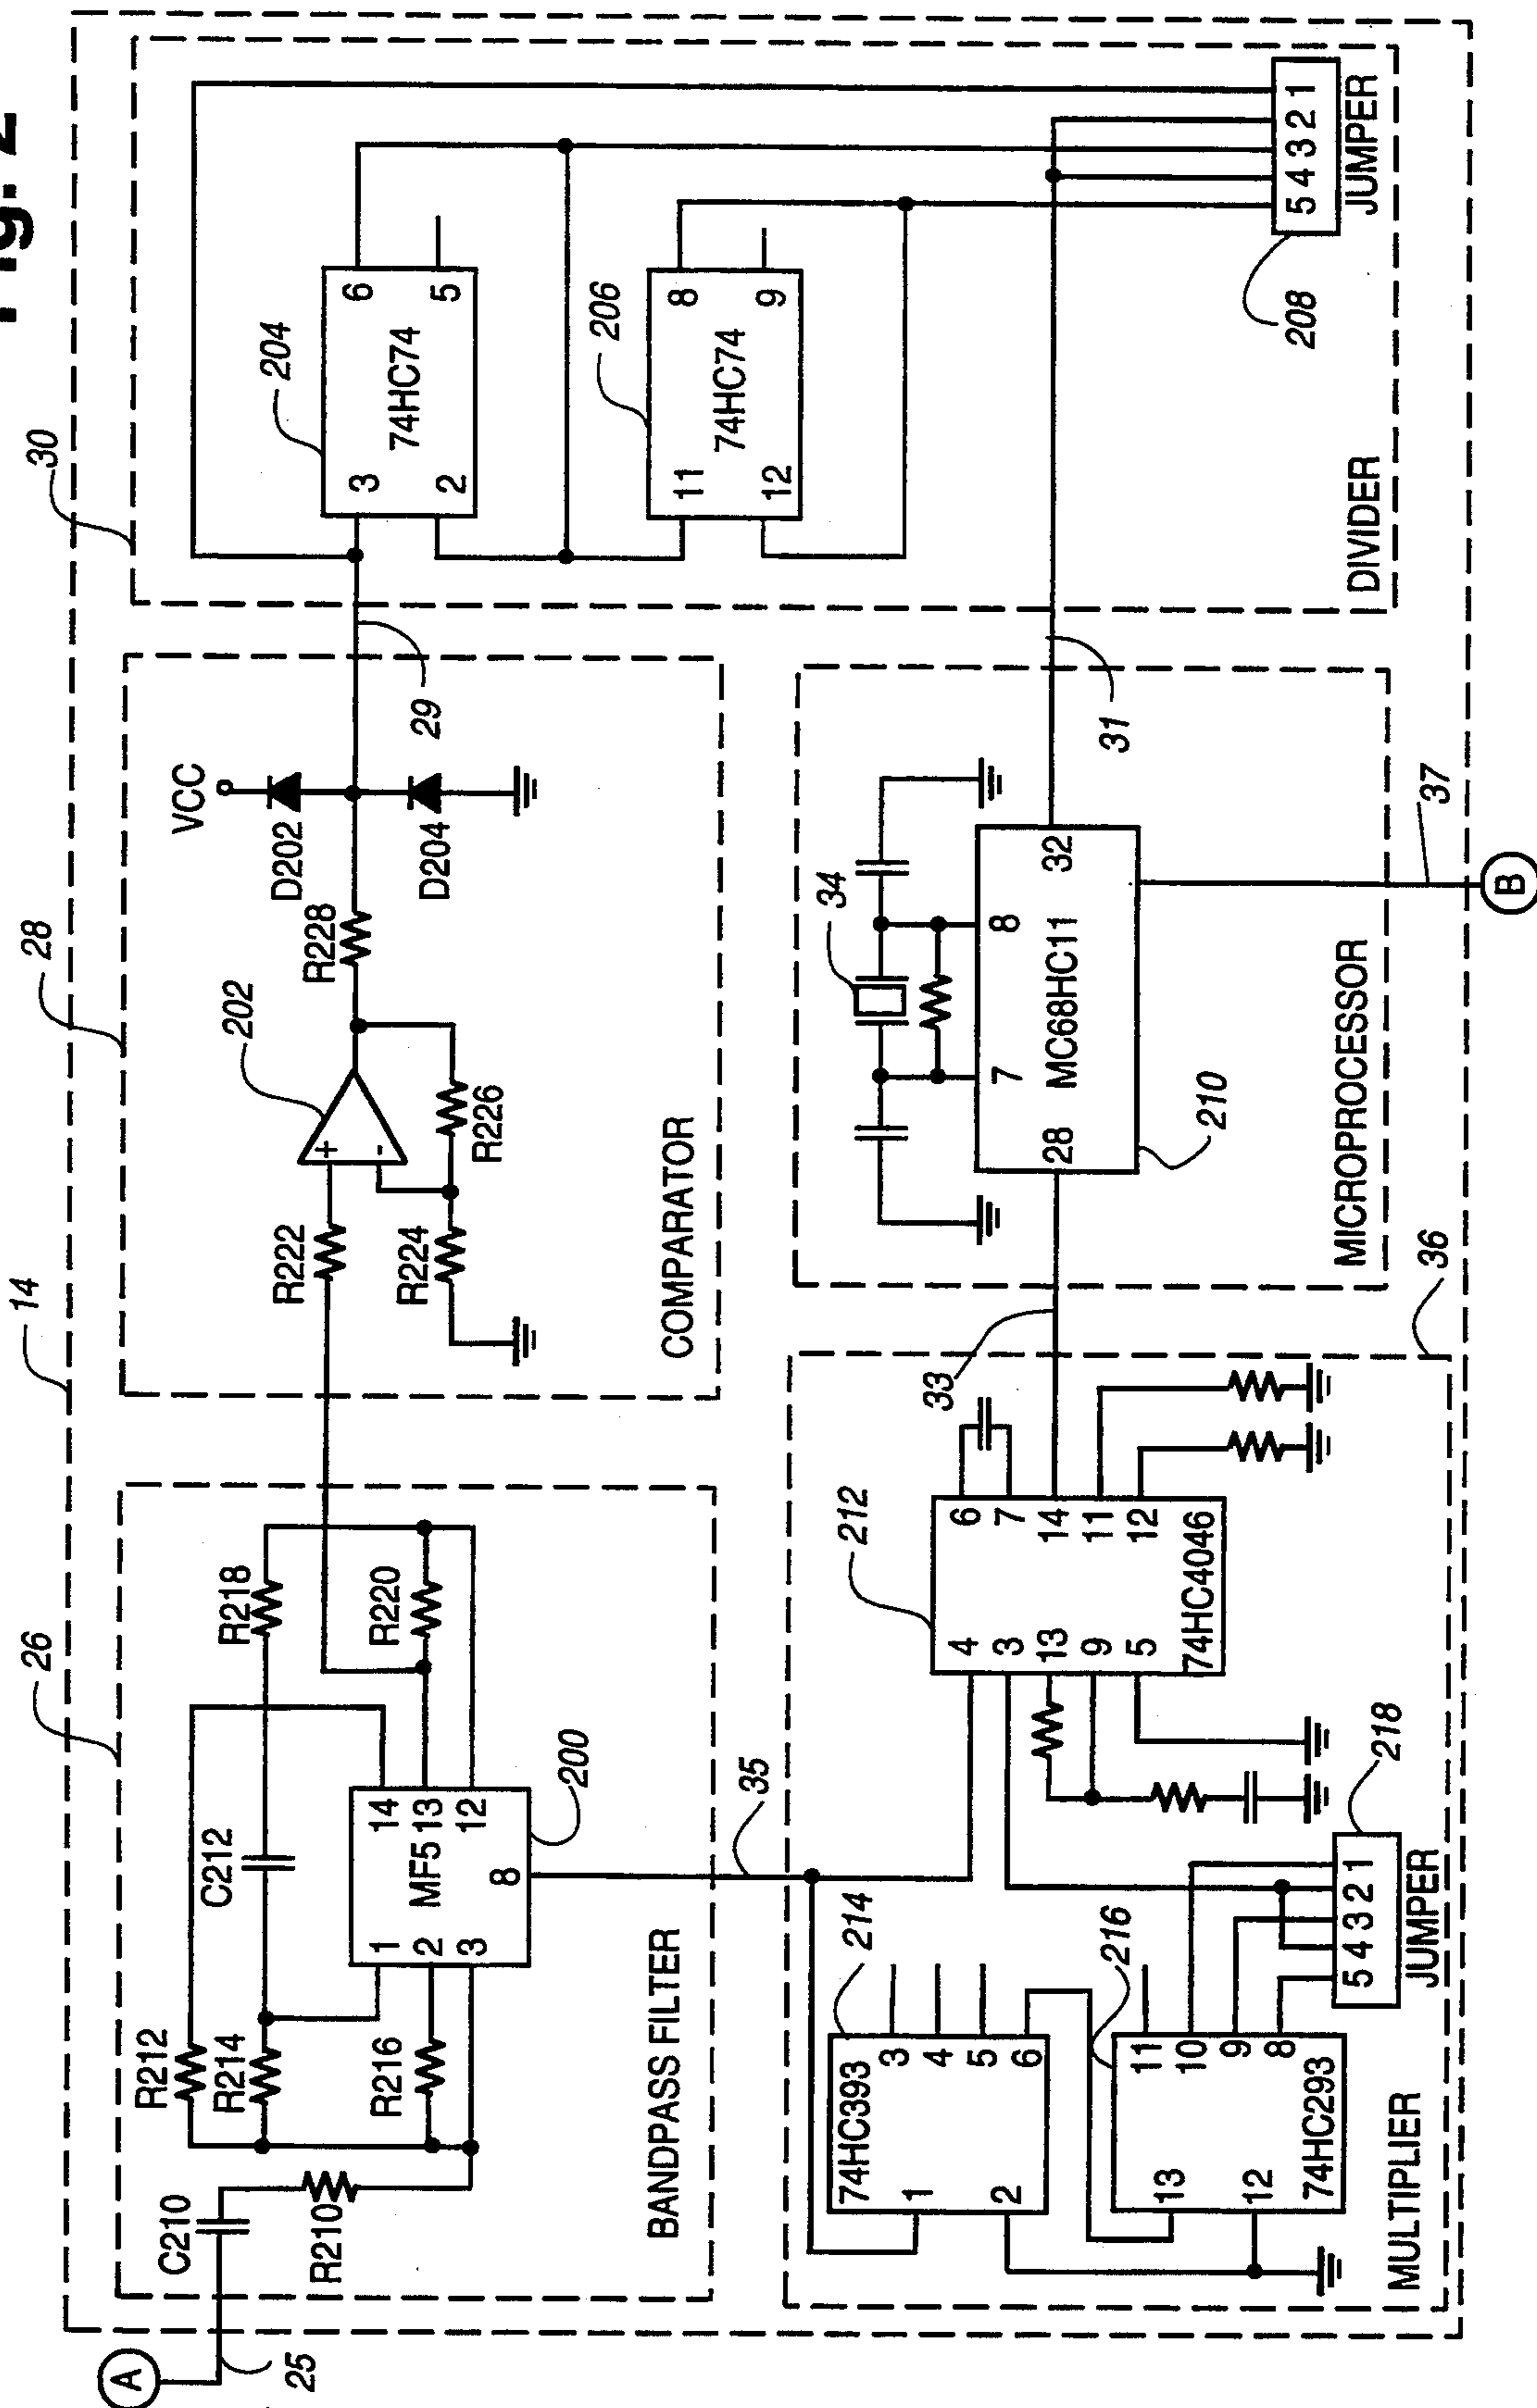 Fig. 2
14
A
25
26
C210
R210
R212
R214
R216
C212
R218
R220
1
2
3
MF5
14
13
12
8
200
BANDPASS FILTER
35
28
R222
R224
202
+
-
R226
R228
VCC
D202
D204
29
COMPARATOR
30
204
3
2
74HC74
6
5
206
11
12
74HC74
8
9
5 4 3 2 1
JUMPER
208
DIVIDER
31
34
7
8
28
MC68HC11
32
210
MICROPROCESSOR
37
B
33
36
212
4
3
13
9
5
6
7
14
11
12
74HC4046
214
74HC393
1
2
3
4
5
6
216
13
12
11
10
9
8
74HC293
5 4 3 2 1
JUMPER
218
MULTIPLIER